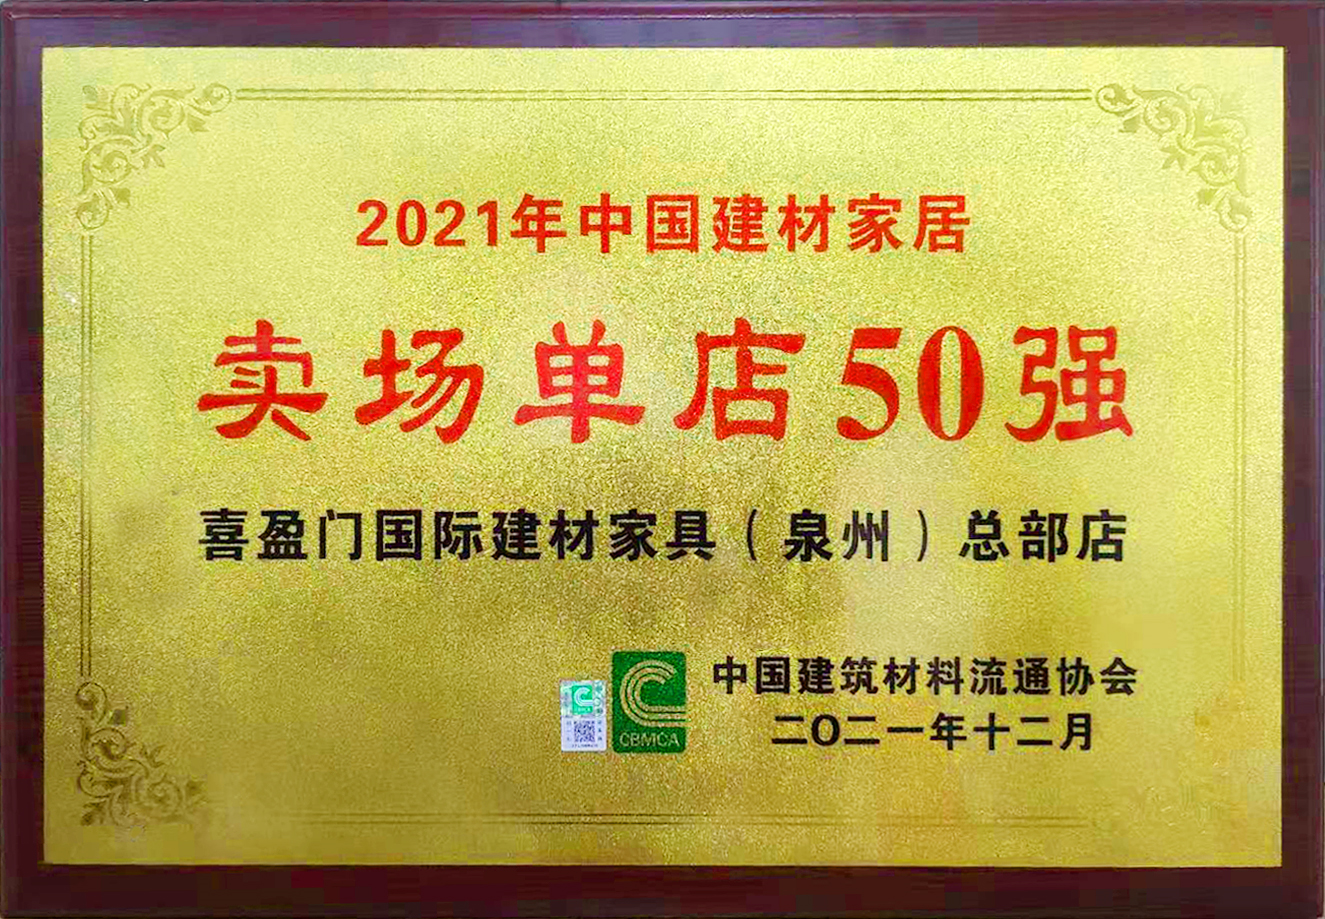 2021年中国建材家居
卖场单店50强
喜盈门国际建材家具（泉州）总部店
中国建筑材料流通协会
CBMCA
二〇二一年十二月